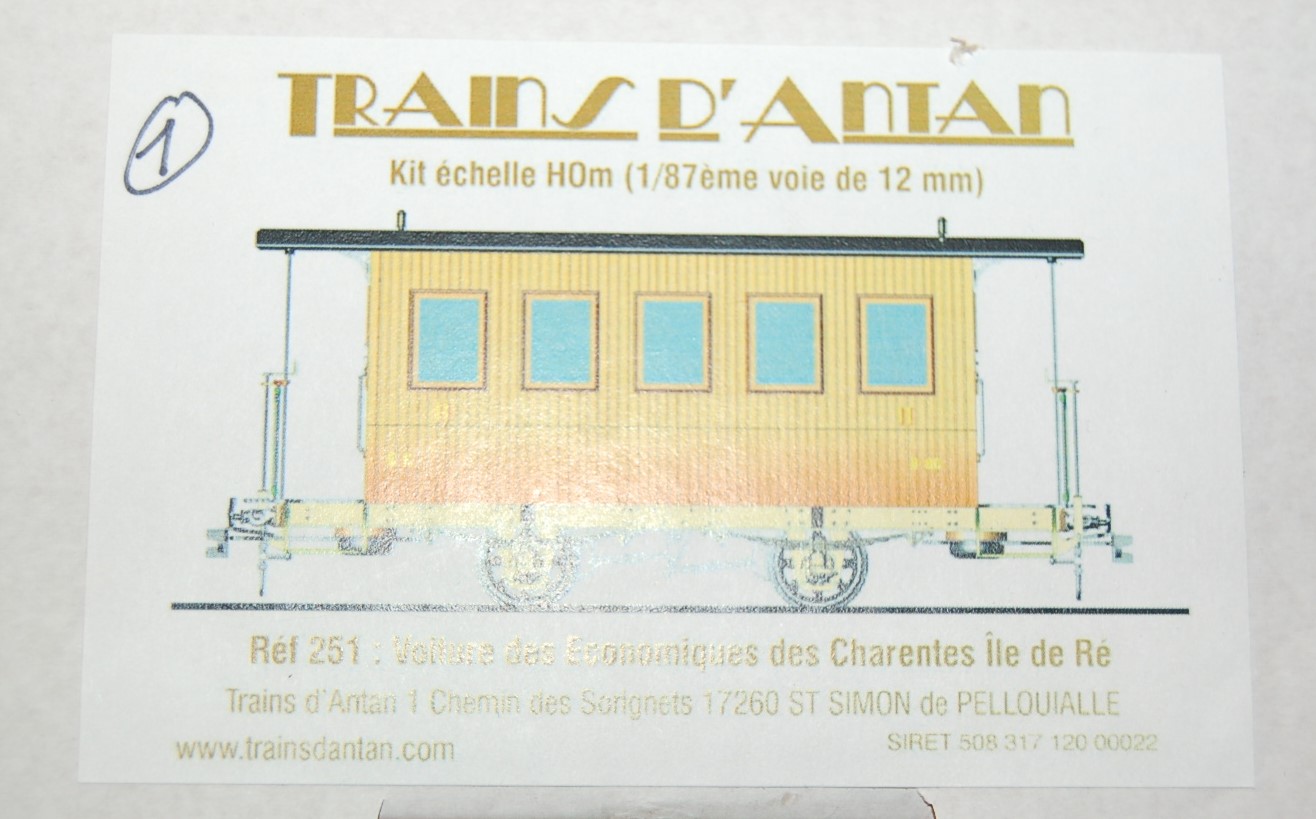 1
TRAINS D'ANTAN
Kit échelle HOm (1/87ème voie de 12 mm)
Réf 251 : Voiture des Economiques des Charentes Île de Ré
Trains d'Antan 1 Chemin des Sorignets 17260 ST SIMON de PELLOUIALLE
www.trainsdantan.com
SIRET 508 317 120 00022